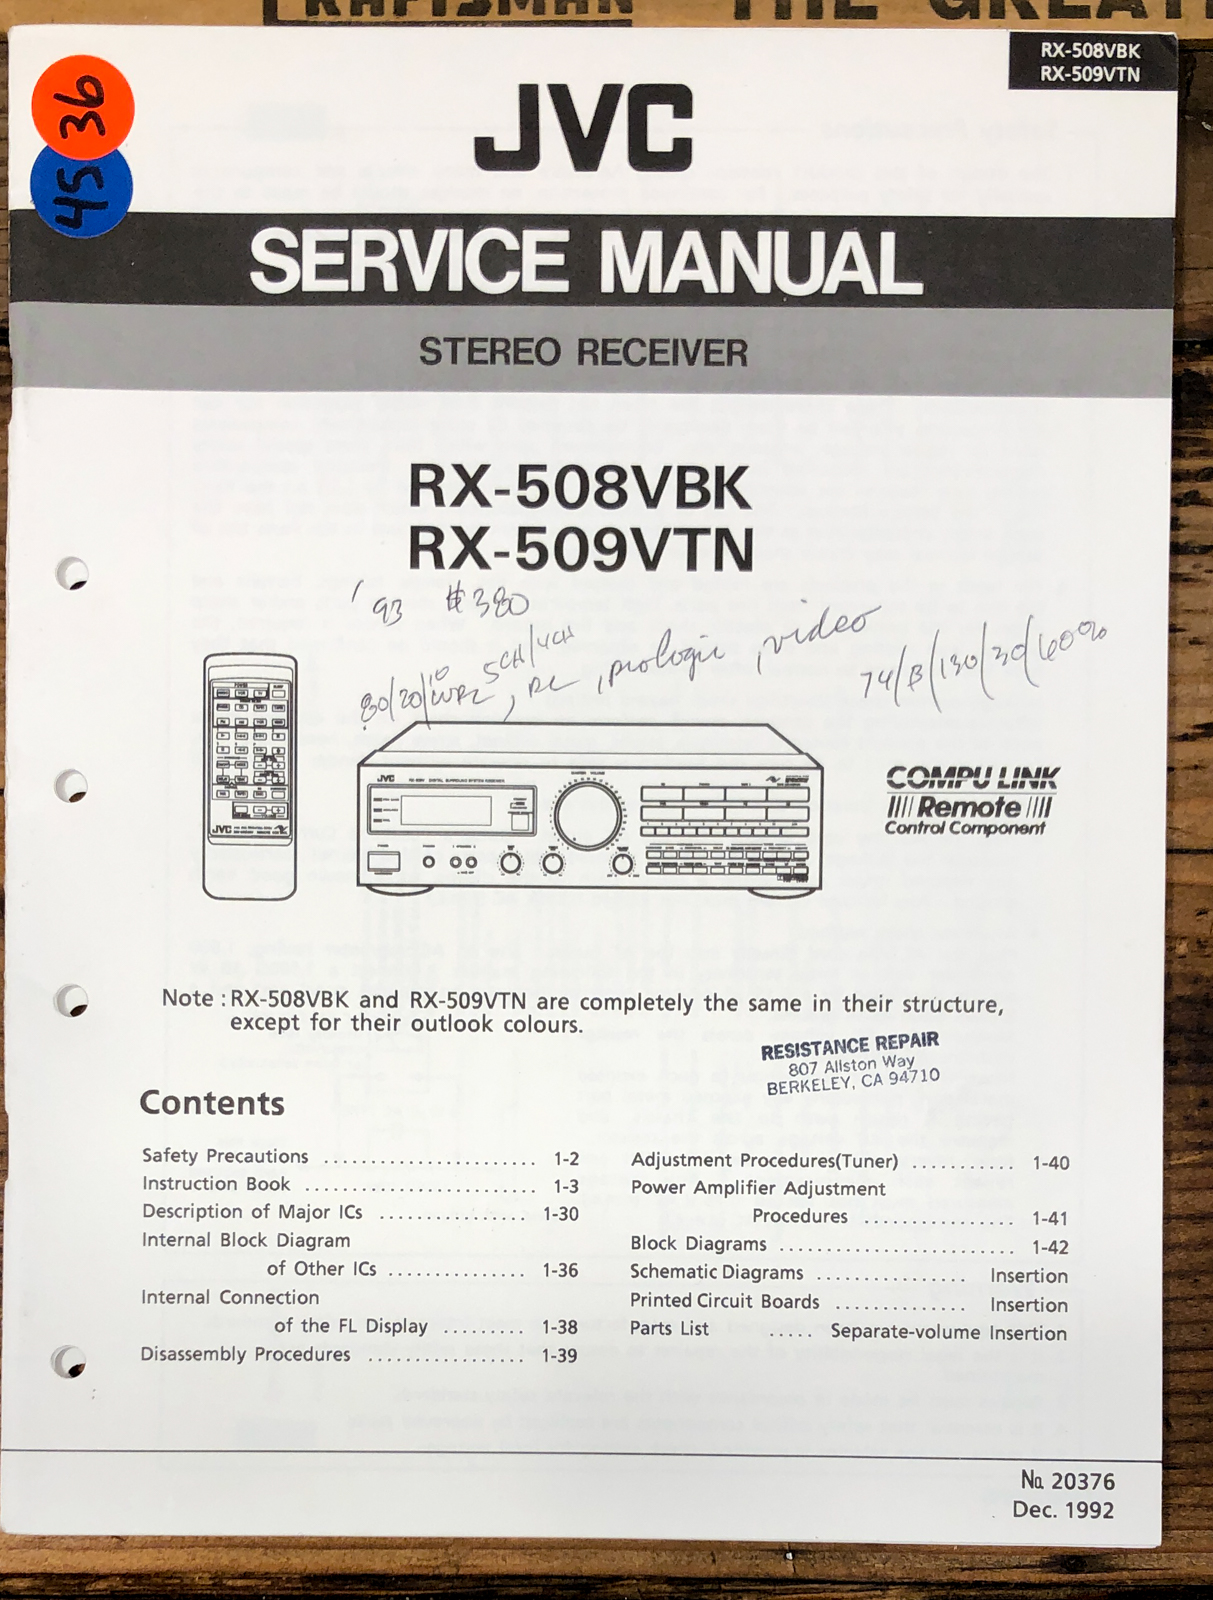 CRAFTSMAN THE GREAT
RX-508VBK
RX-509VTN
36
45
JVC
SERVICE MANUAL
STEREO RECEIVER
RX-508VBK
RX-509VTN
'93 $380
80/20/10 5CH/4CH, RC, prologic, video
74/B/130/30/60%
JVC
JVC
COMPU LINK
Remote
Control Component
Note : RX-508VBK and RX-509VTN are completely the same in their structure,
except for their outlook colours.
RESISTANCE REPAIR
807 Allston Way
BERKELEY, CA 94710
Contents
Safety Precautions ....................... 1-2
Instruction Book ......................... 1-3
Description of Major ICs ................ 1-30
Internal Block Diagram
of Other ICs ............... 1-36
Internal Connection
of the FL Display ......... 1-38
Disassembly Procedures ................. 1-39
Adjustment Procedures(Tuner) ........... 1-40
Power Amplifier Adjustment
Procedures ................ 1-41
Block Diagrams ......................... 1-42
Schematic Diagrams ................ Insertion
Printed Circuit Boards .............. Insertion
Parts List ..... Separate-volume Insertion
No. 20376
Dec. 1992